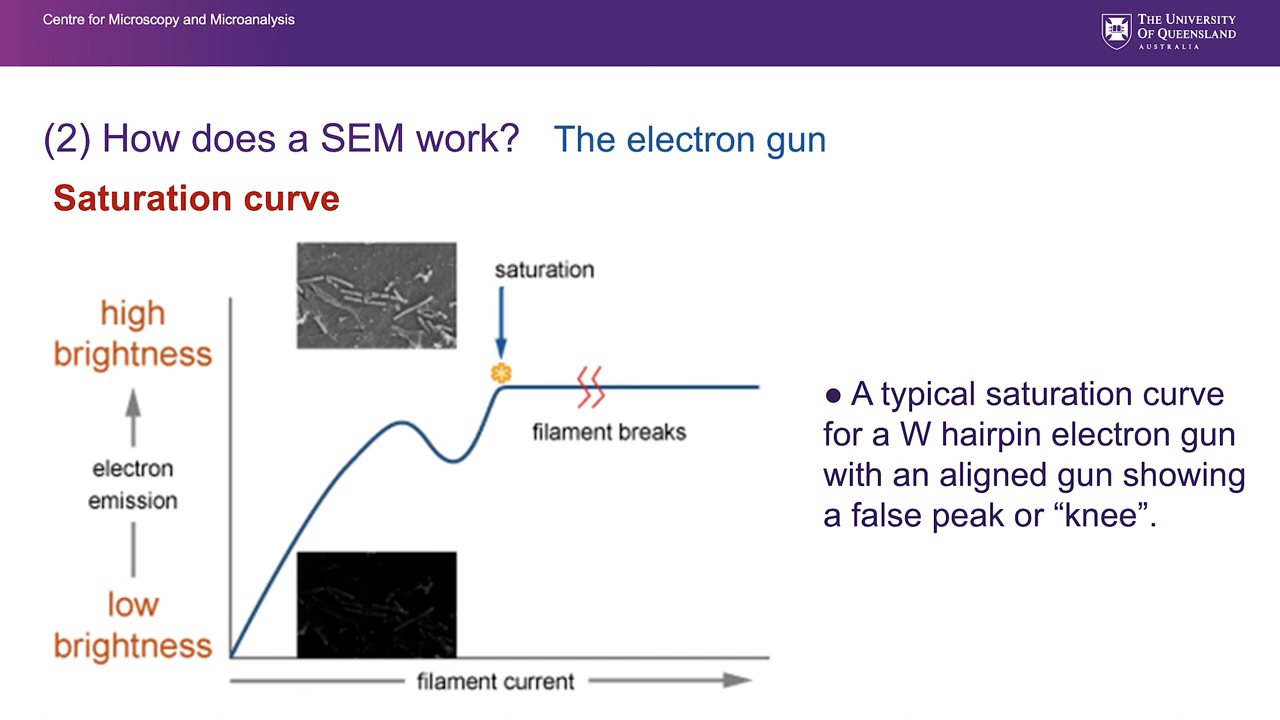 Centre for Microscopy and Microanalysis
THE UNIVERSITY
OF QUEENSLAND
AUSTRALIA
(2) How does a SEM work? The electron gun
Saturation curve
saturation
high
brightness
electron
emission
low
brightness
filament breaks
filament current
● A typical saturation curve
for a W hairpin electron gun
with an aligned gun showing
a false peak or “knee”.